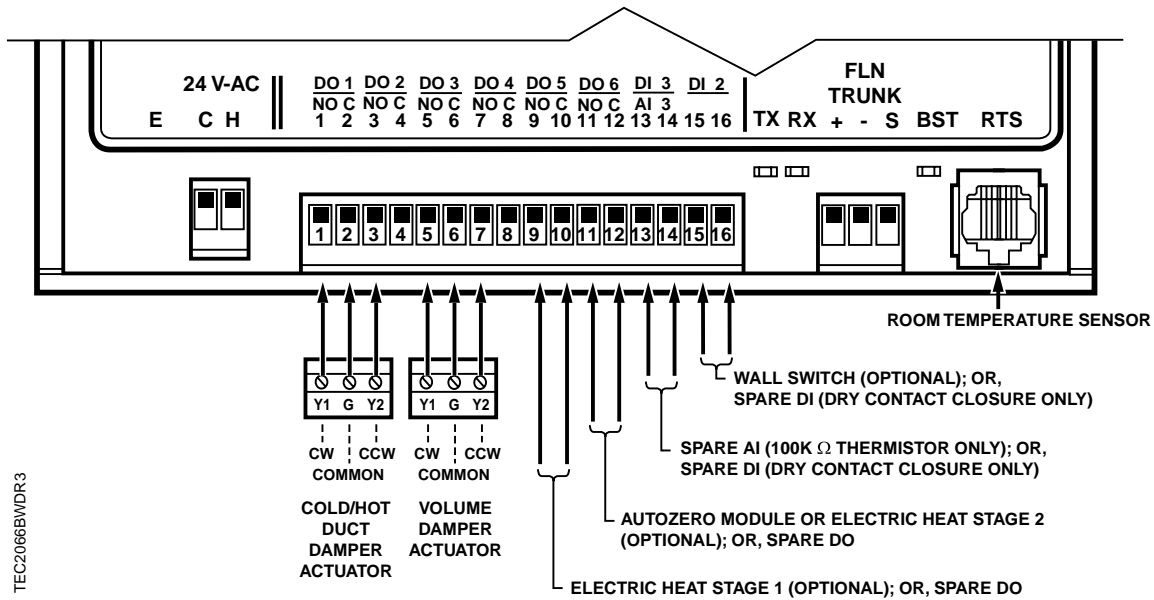 FLN
24 V-AC DO 1 DO 2 DO 3 DO 4 DO 5 DO 6 DI 3 DI 2 TRUNK
NO C NO C NO C NO C NO C NO C AI 3
E C H 1 2 3 4 5 6 7 8 9 10 11 12 13 14 15 16 TX RX + - S BST RTS
1 2 3 4 5 6 7 8 9 10 11 12 13 14 15 16
ROOM TEMPERATURE SENSOR
Y1 G Y2 Y1 G Y2
CW CCW CW CCW
COMMON COMMON
COLD/HOT
DUCT
DAMPER
ACTUATOR
VOLUME
DAMPER
ACTUATOR
WALL SWITCH (OPTIONAL); OR,
SPARE DI (DRY CONTACT CLOSURE ONLY)
SPARE AI (100K Ω THERMISTOR ONLY); OR,
SPARE DI (DRY CONTACT CLOSURE ONLY)
AUTOZERO MODULE OR ELECTRIC HEAT STAGE 2
(OPTIONAL); OR, SPARE DO
ELECTRIC HEAT STAGE 1 (OPTIONAL); OR, SPARE DO
TEC2066BWDR3